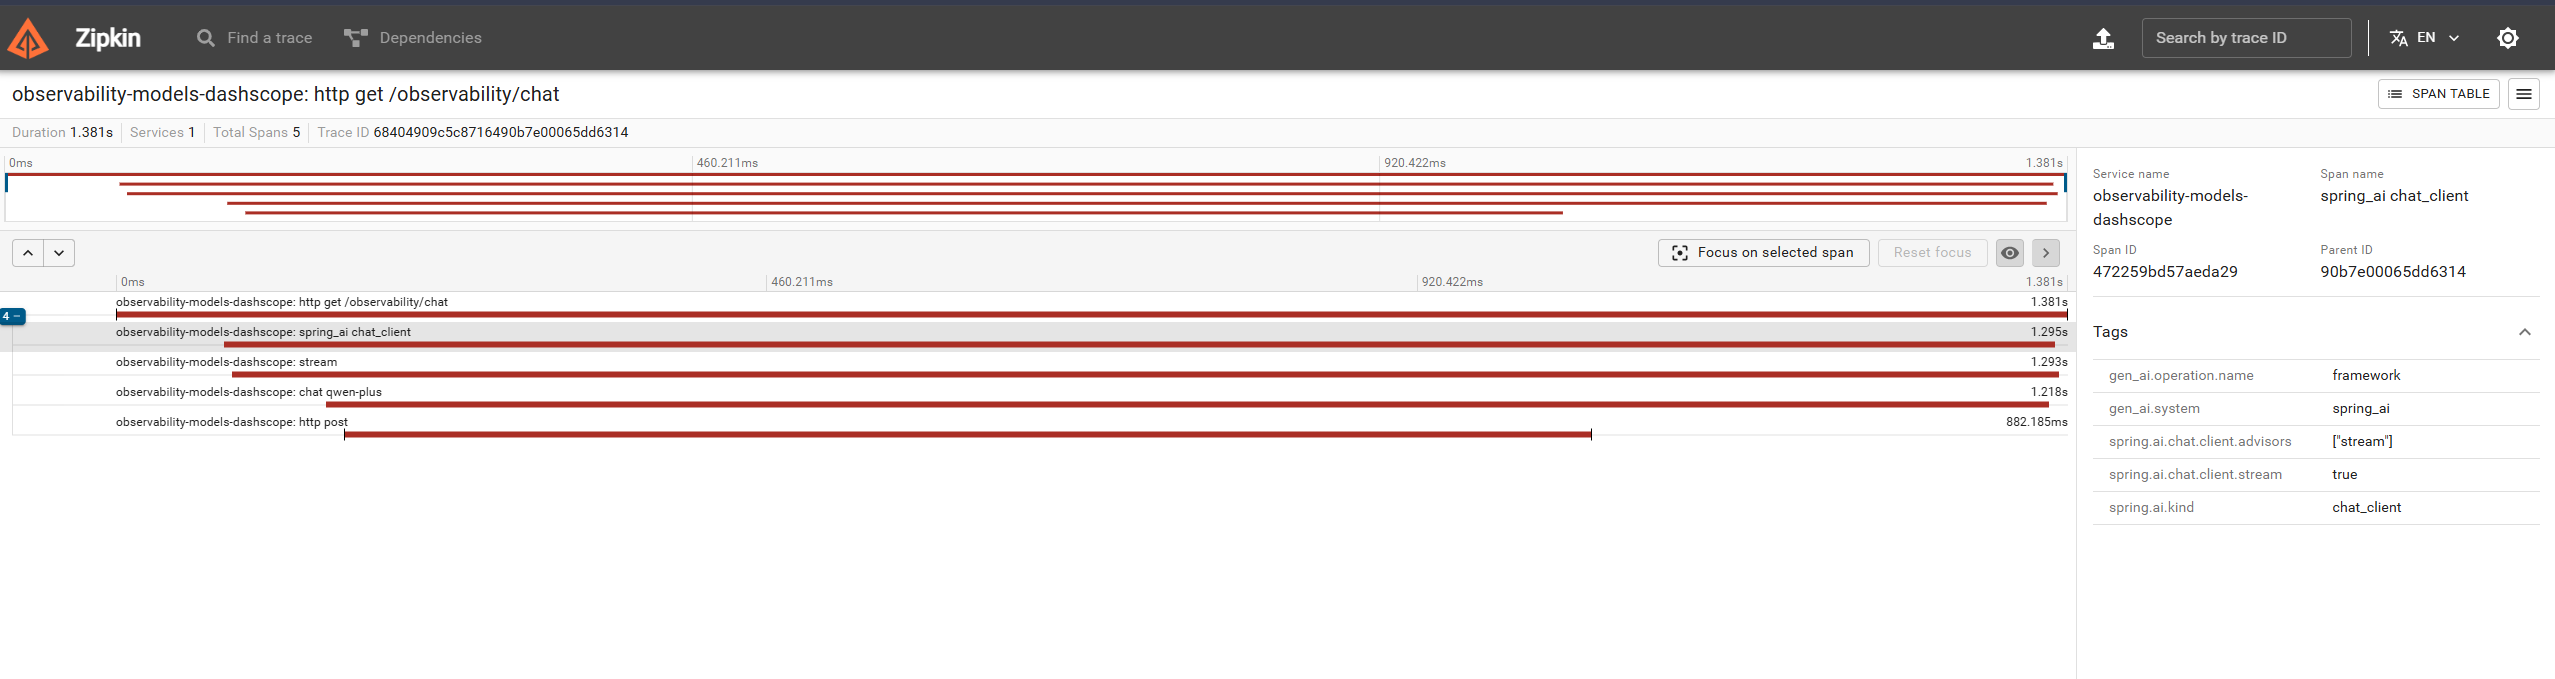 Zipkin
Find a trace
Dependencies
Search by trace ID
EN
observability-models-dashscope: http get /observability/chat
SPAN TABLE
Duration 1.381s Services 1 Total Spans 5 Trace ID 68404909c5c8716490b7e00065dd6314
0ms 460.211ms 920.422ms 1.381s
Focus on selected span
Reset focus
0ms 460.211ms 920.422ms 1.381s
observability-models-dashscope: http get /observability/chat 1.381s
4 −
observability-models-dashscope: spring_ai chat_client 1.295s
observability-models-dashscope: stream 1.293s
observability-models-dashscope: chat qwen-plus 1.218s
observability-models-dashscope: http post 882.185ms
Service name
observability-models-
dashscope
Span name
spring_ai chat_client
Span ID
472259bd57aeda29
Parent ID
90b7e00065dd6314
Tags
gen_ai.operation.name framework
gen_ai.system spring_ai
spring.ai.chat.client.advisors ["stream"]
spring.ai.chat.client.stream true
spring.ai.kind chat_client